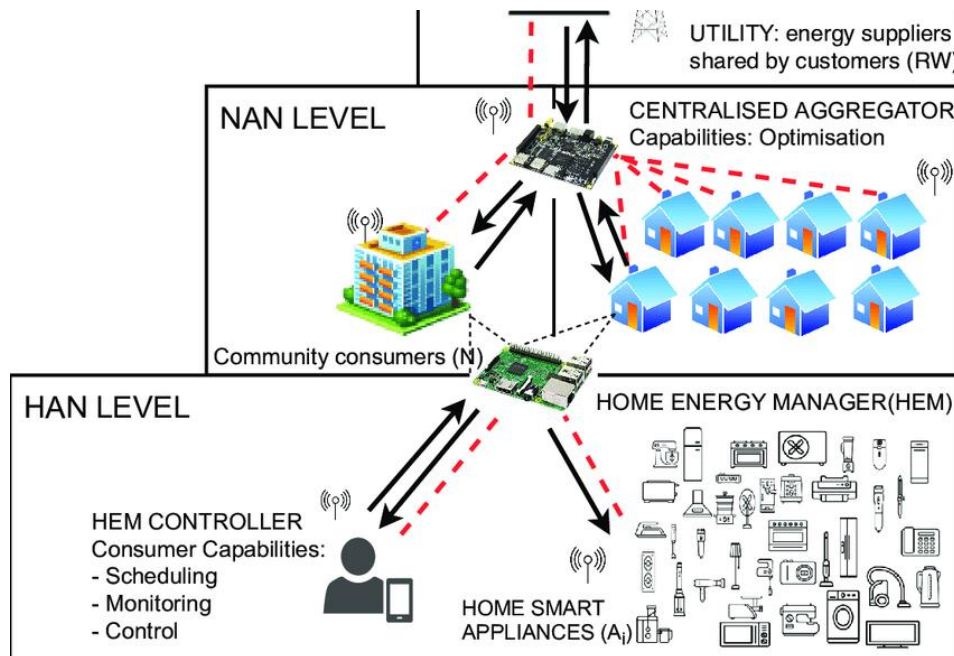 UTILITY: energy suppliers
shared by customers (RW)
NAN LEVEL
CENTRALISED AGGREGATOR
Capabilities: Optimisation
Community consumers (N)
HAN LEVEL
HOME ENERGY MANAGER(HEM)
HEM CONTROLLER
Consumer Capabilities:
- Scheduling
- Monitoring
- Control
HOME SMART
APPLIANCES (Ai)